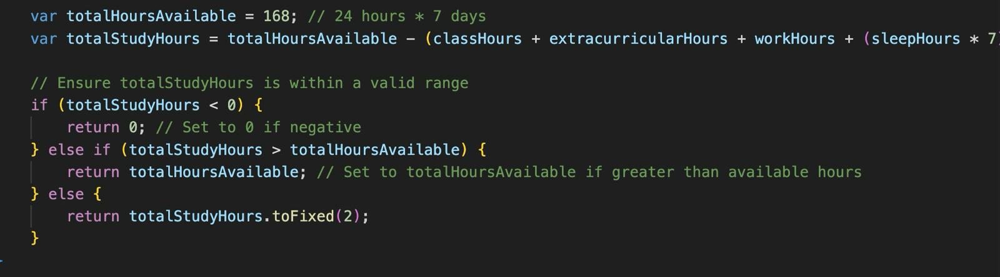 var totalHoursAvailable = 168; // 24 hours * 7 days
var totalStudyHours = totalHoursAvailable - (classHours + extracurricularHours + workHours + (sleepHours * 7)
// Ensure totalStudyHours is within a valid range
if (totalStudyHours < 0) {
return 0; // Set to 0 if negative
} else if (totalStudyHours > totalHoursAvailable) {
return totalHoursAvailable; // Set to totalHoursAvailable if greater than available hours
} else {
return totalStudyHours.toFixed(2);
}